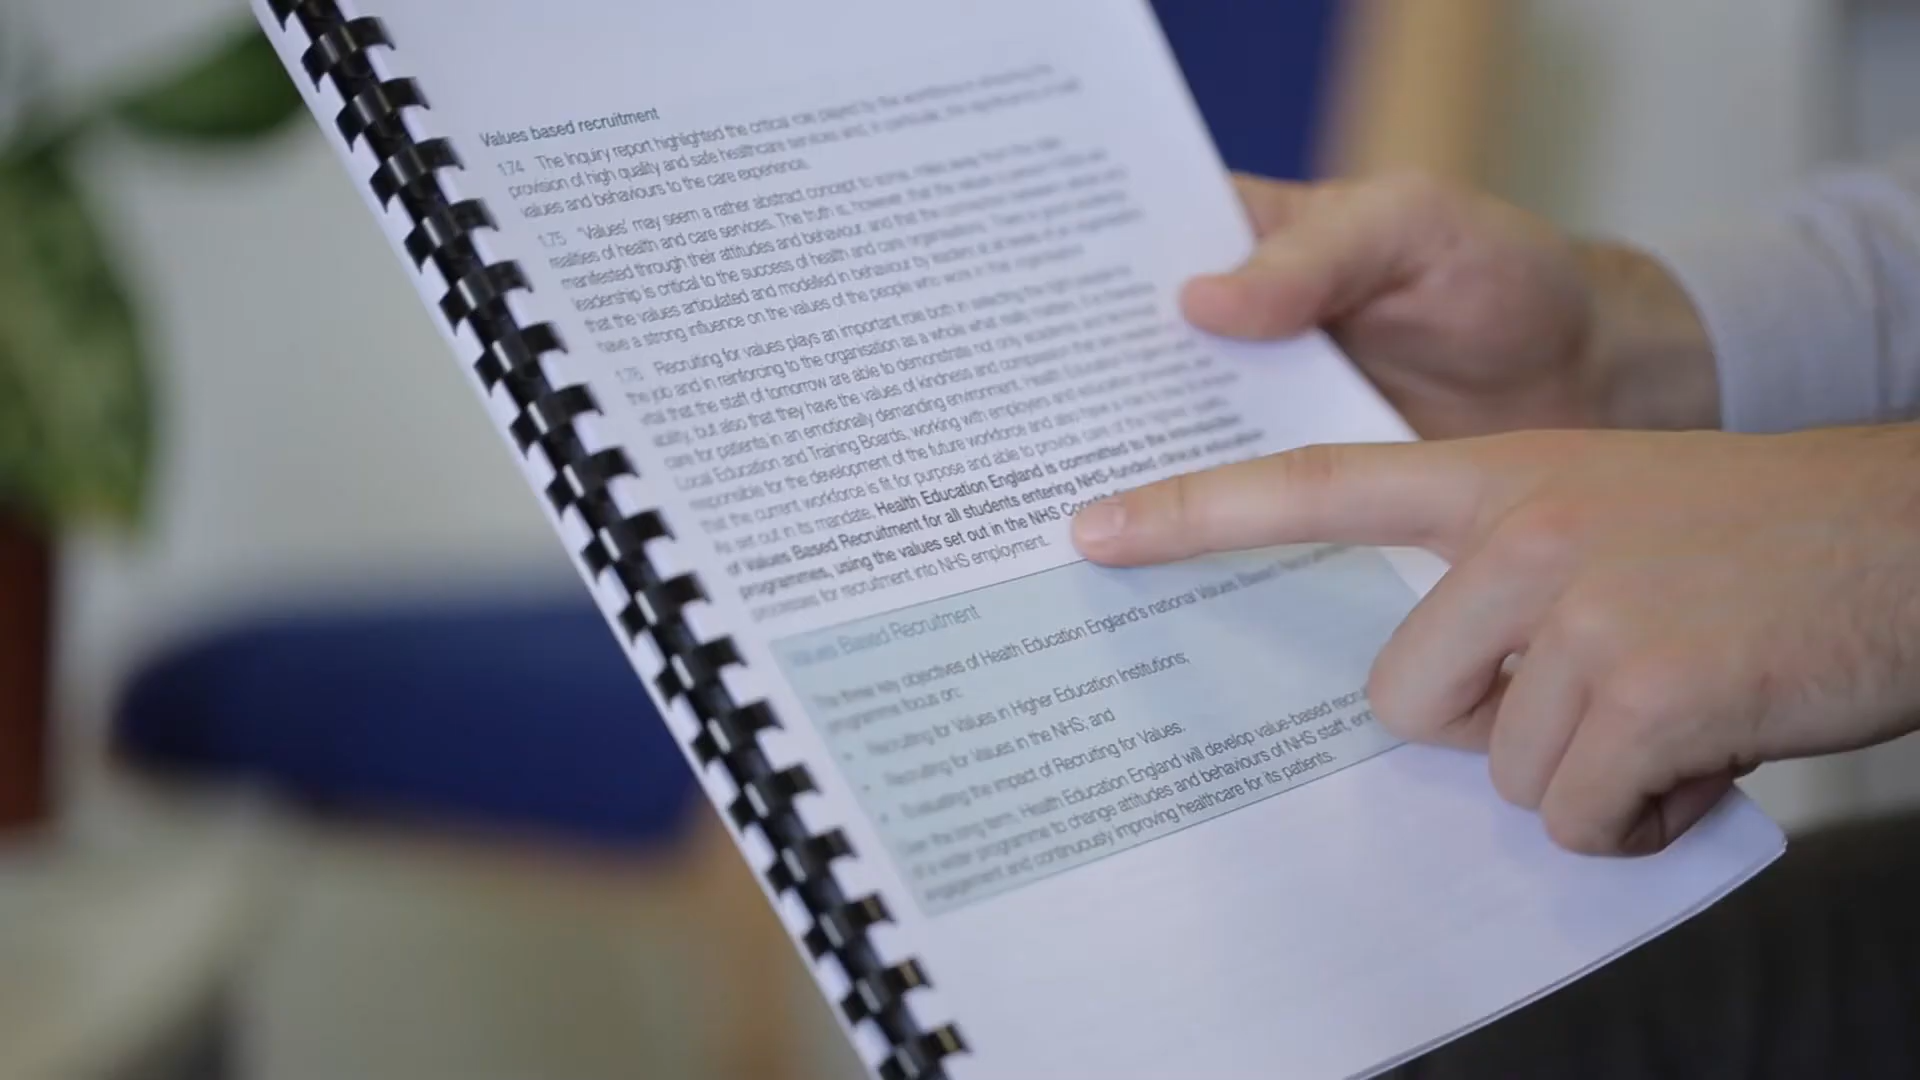 Values based recruitment
1.74 The Inquiry report highlighted the critical role played by the workforce in ensuring the
provision of high quality and safe healthcare services and, in particular, the significance of staff
values and behaviours to the care experience.
1.75 'Values' may seem a rather abstract concept to some, miles away from the
realities of health and care services. The truth is, however, that the values
manifested through their attitudes and behaviour and that the
leadership is critical to the success of health and care organisations.
that the values articulated and modelled in behaviour by leaders at all levels of an organisation
have a strong influence on the values of the people who work in that organisation.
1.76 Recruiting for values plays an important role both in selecting the right people for
the job and in reinforcing to the organisation as a whole what really matters. It is therefore
vital that the staff of tomorrow are able to demonstrate not only academic and technical
ability, but also that they have the values of kindness and compassion that are needed to
care for patients in an emotionally demanding environment. Health Education England
Local Education and Training Boards, working with employers and education providers, are
responsible for the development of the future workforce and also have a role to play to ensure
that the current workforce is fit for purpose and able to provide care of the highest quality.
As set out in its mandate, Health Education England is committed to the introduction
of Values Based Recruitment for all students entering NHS-funded clinical education
programmes, using the values set out in the NHS
processes for recruitment into NHS employment.
Values Based Recruitment
The three key objectives of Health Education England's national Values Based Recruitment
programme focus on:
• Recruiting for Values in Higher Education Institutions;
• Recruiting for Values in the NHS; and
• Evaluating the impact of Recruiting for Values.
Over the long term, Health Education England will develop value-based
of a wider programme to change attitudes and behaviours of NHS staff,
engagement and continuously improving healthcare for its patients.